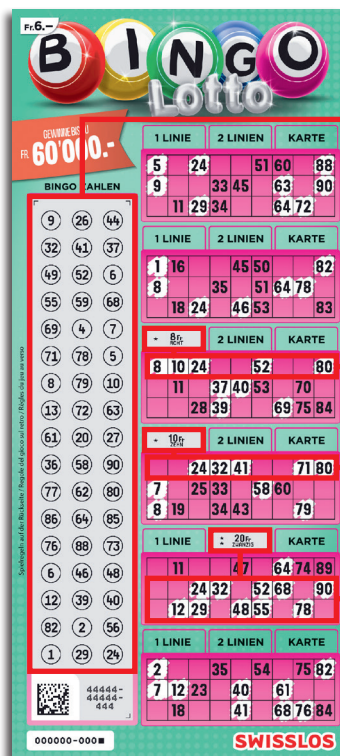 Fr.6.–
BINGO
Lotto
GEWINNE BIS ZU
FR. 60'000.-
BINGO ZAHLEN
9 26 44
32 41 37
49 52 6
55 59 68
69 4 7
71 78 5
8 79 10
13 72 63
61 20 27
36 58 90
77 62 80
86 64 85
76 88 73
6 46 48
12 39 40
82 2 56
1 29 24
Spielregeln auf der Rückseite / Regole del gioco sul retro / Règles du jeu au verso
44444-
44444-
444
000000-000■
1 LINIE 2 LINIEN KARTE
5 24 51 60 88
9 33 45 63 90
11 29 34 64 72
1 LINIE 2 LINIEN KARTE
1 16 45 50 82
8 35 51 64 78
18 24 46 53 83
8 Fr ACHT 2 LINIEN KARTE
8 10 24 52 80
11 37 40 53 70
28 39 69 75 84
10 Fr ZEHN 2 LINIEN KARTE
24 32 41 71 80
7 25 33 58 60
8 19 34 43 79
1 LINIE 20 Fr ZWANZIG KARTE
11 47 64 74 89
24 32 52 68 90
12 29 48 55 78
1 LINIE 2 LINIEN KARTE
2 35 54 75 82
7 12 23 40 61
18 41 68 76 84
SWISSLOS